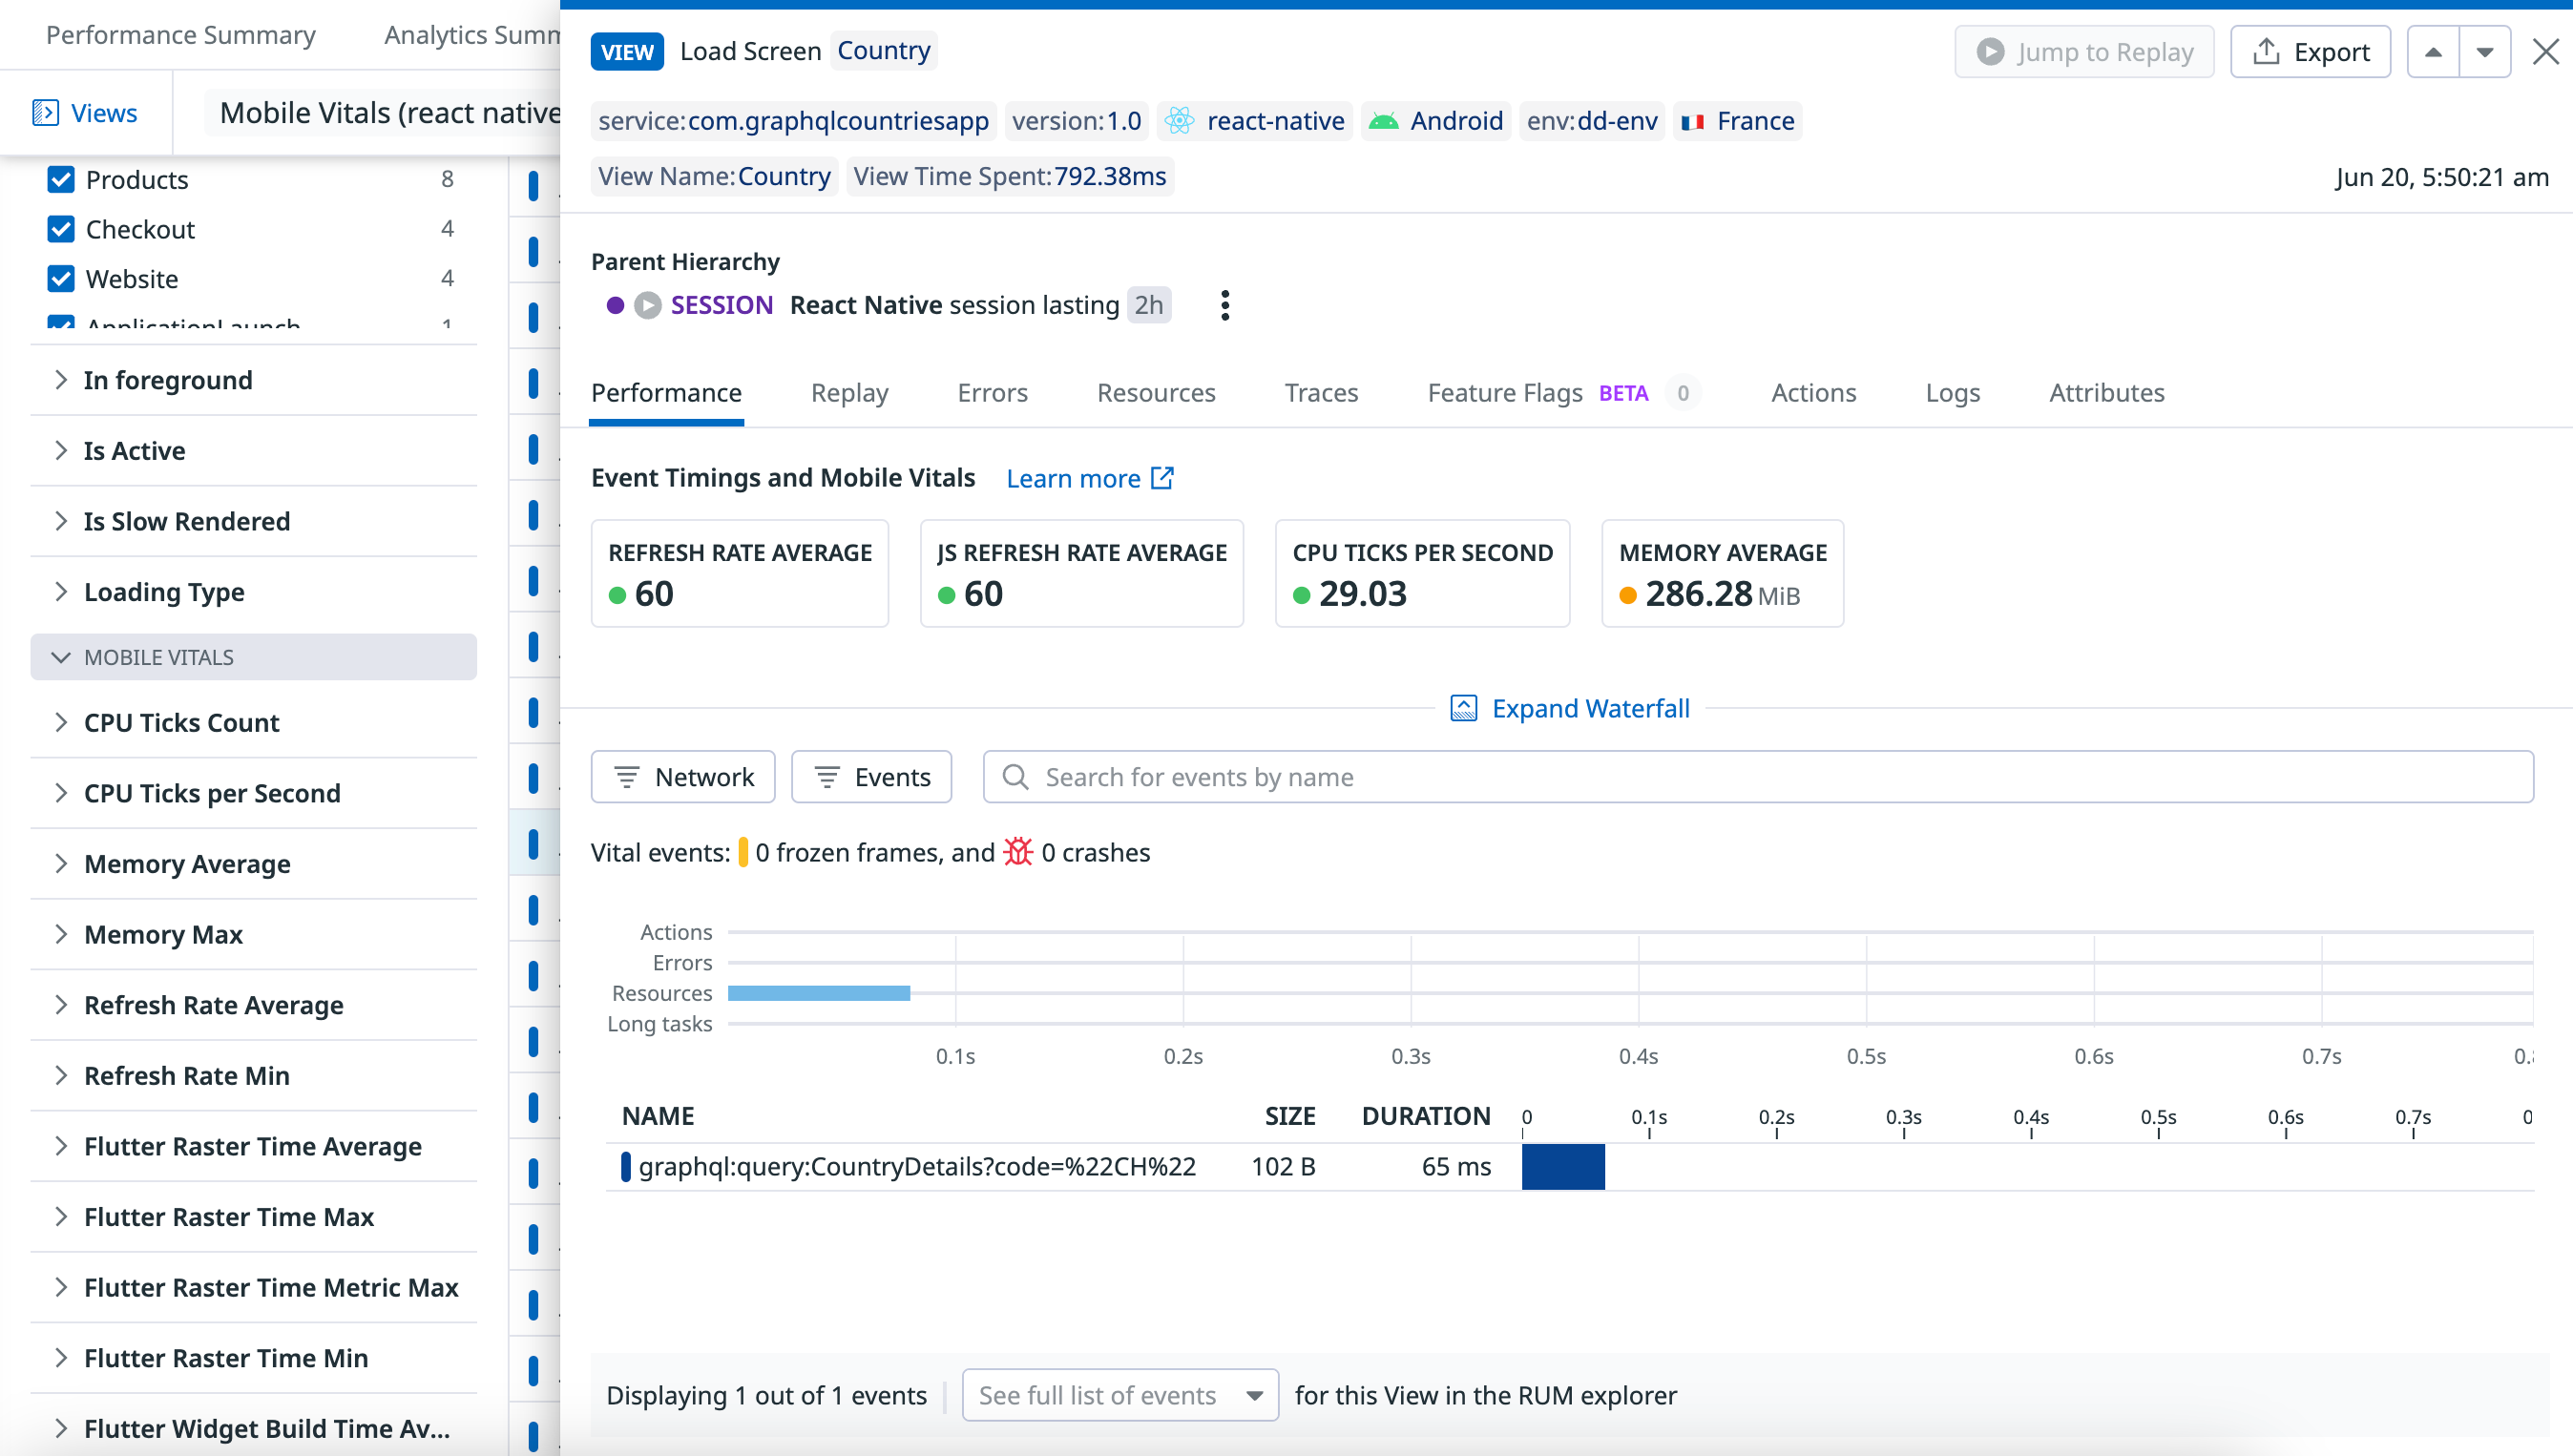 Performance Summary
Analytics Summ
Views
Mobile Vitals (react native
Products 8
Checkout 4
Website 4
ApplicationLaunch 1
In foreground
Is Active
Is Slow Rendered
Loading Type
MOBILE VITALS
CPU Ticks Count
CPU Ticks per Second
Memory Average
Memory Max
Refresh Rate Average
Refresh Rate Min
Flutter Raster Time Average
Flutter Raster Time Max
Flutter Raster Time Metric Max
Flutter Raster Time Min
Flutter Widget Build Time Av...
VIEW Load Screen Country
Jump to Replay
Export
service:com.graphqlcountriesapp version:1.0 react-native Android env:dd-env France
View Name:Country View Time Spent:792.38ms
Jun 20, 5:50:21 am
Parent Hierarchy
SESSION React Native session lasting 2h
Performance Replay Errors Resources Traces Feature Flags BETA 0 Actions Logs Attributes
Event Timings and Mobile Vitals Learn more
REFRESH RATE AVERAGE
60
JS REFRESH RATE AVERAGE
60
CPU TICKS PER SECOND
29.03
MEMORY AVERAGE
286.28 MiB
Expand Waterfall
Network
Events
Search for events by name
Vital events: 0 frozen frames, and 0 crashes
Actions
Errors
Resources
Long tasks
0.1s 0.2s 0.3s 0.4s 0.5s 0.6s 0.7s
NAME SIZE DURATION 0 0.1s 0.2s 0.3s 0.4s 0.5s 0.6s 0.7s 0
graphql:query:CountryDetails?code=%22CH%22 102 B 65 ms
Displaying 1 out of 1 events See full list of events for this View in the RUM explorer